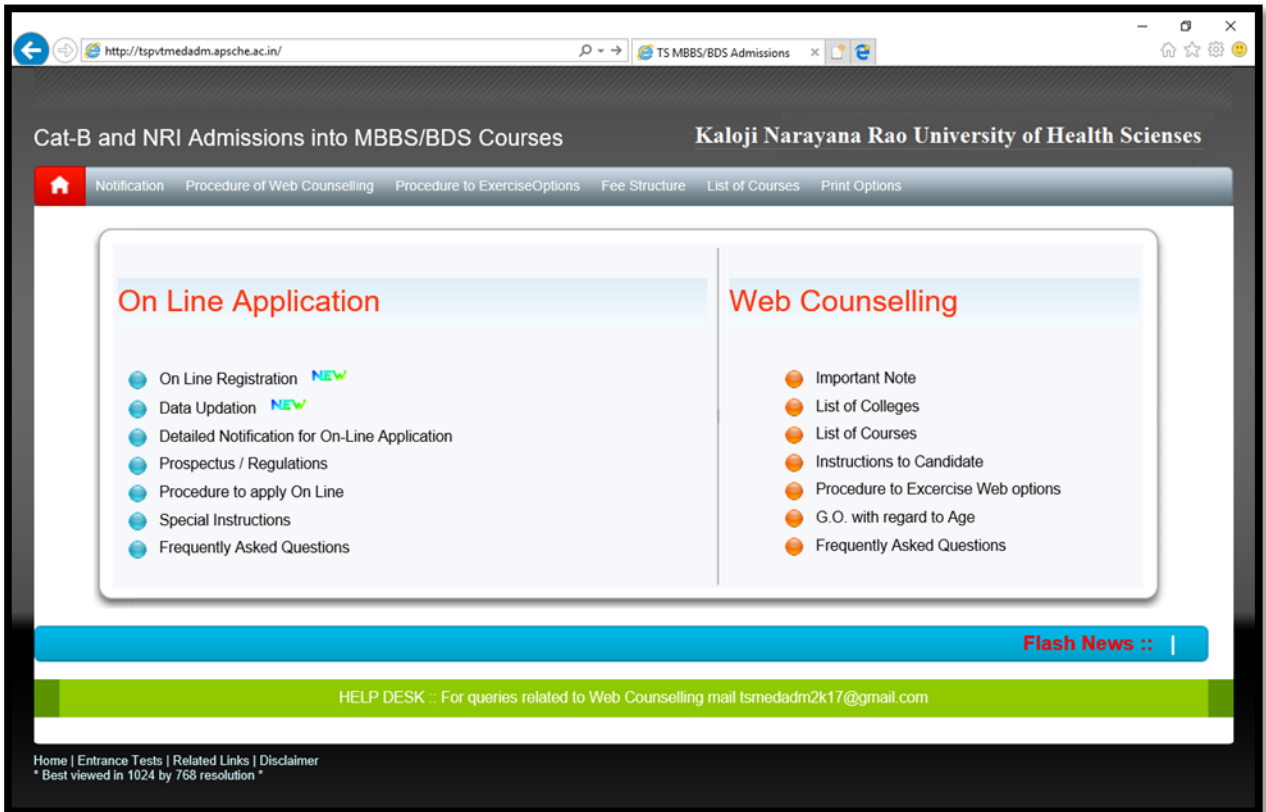 http://tspvtmedadm.apsche.ac.in/
TS MBBS/BDS Admissions
Cat-B and NRI Admissions into MBBS/BDS Courses
Kaloji Narayana Rao University of Health Scienses
Notification Procedure of Web Counselling Procedure to ExerciseOptions Fee Structure List of Courses Print Options
On Line Application
On Line Registration NEW
Data Updation NEW
Detailed Notification for On-Line Application
Prospectus / Regulations
Procedure to apply On Line
Special Instructions
Frequently Asked Questions
Web Counselling
Important Note
List of Colleges
List of Courses
Instructions to Candidate
Procedure to Excercise Web options
G.O. with regard to Age
Frequently Asked Questions
Flash News :: |
HELP DESK :: For queries related to Web Counselling mail tsmedadm2k17@gmail.com
Home | Entrance Tests | Related Links | Disclaimer
* Best viewed in 1024 by 768 resolution *